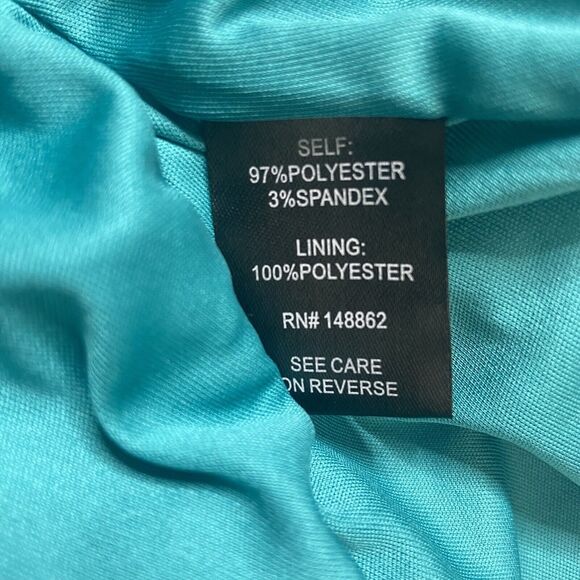 SELF:
97%POLYESTER
3%SPANDEX
LINING:
100%POLYESTER
RN# 148862
SEE CARE
ON REVERSE